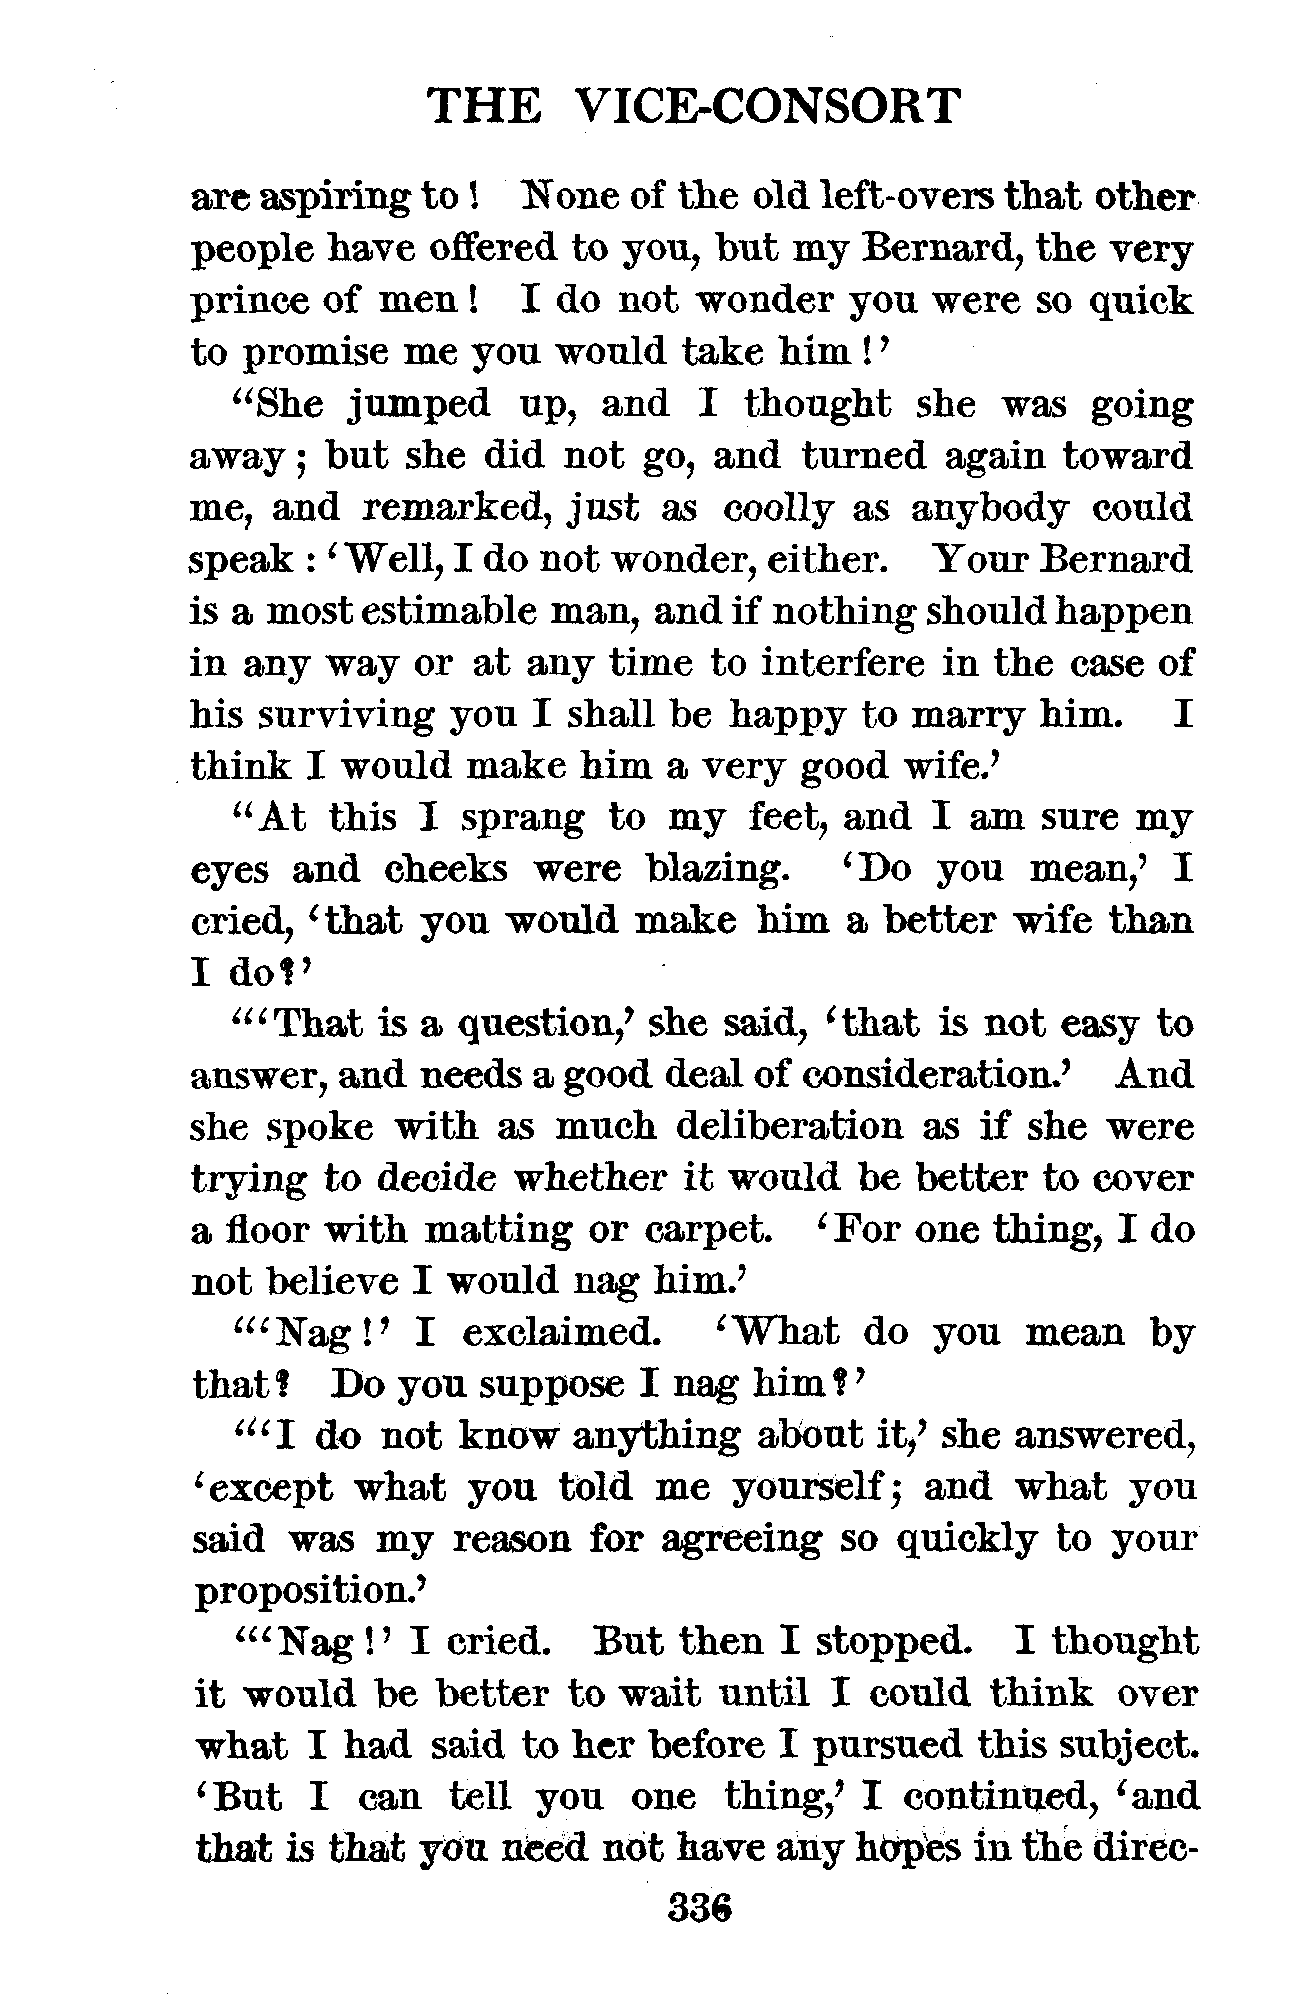 THE VICE-CONSORT
are aspiring to! None of the old left-overs that other
people have offered to you, but my Bernard, the very
prince of men! I do not wonder you were so quick
to promise me you would take him!'
"She jumped up, and I thought she was going
away; but she did not go, and turned again toward
me, and remarked, just as coolly as anybody could
speak: 'Well, I do not wonder, either. Your Bernard
is a most estimable man, and if nothing should happen
in any way or at any time to interfere in the case of
his surviving you I shall be happy to marry him. I
think I would make him a very good wife.'
"At this I sprang to my feet, and I am sure my
eyes and cheeks were blazing. 'Do you mean,' I
cried, 'that you would make him a better wife than
I do?'
"'That is a question,' she said, 'that is not easy to
answer, and needs a good deal of consideration.' And
she spoke with as much deliberation as if she were
trying to decide whether it would be better to cover
a floor with matting or carpet. 'For one thing, I do
not believe I would nag him.'
"'Nag!' I exclaimed. 'What do you mean by
that? Do you suppose I nag him?'
"'I do not know anything about it,' she answered,
'except what you told me yourself; and what you
said was my reason for agreeing so quickly to your
proposition.'
"'Nag!' I cried. But then I stopped. I thought
it would be better to wait until I could think over
what I had said to her before I pursued this subject.
'But I can tell you one thing,' I continued, 'and
that is that you need not have any hopes in the direc-
336